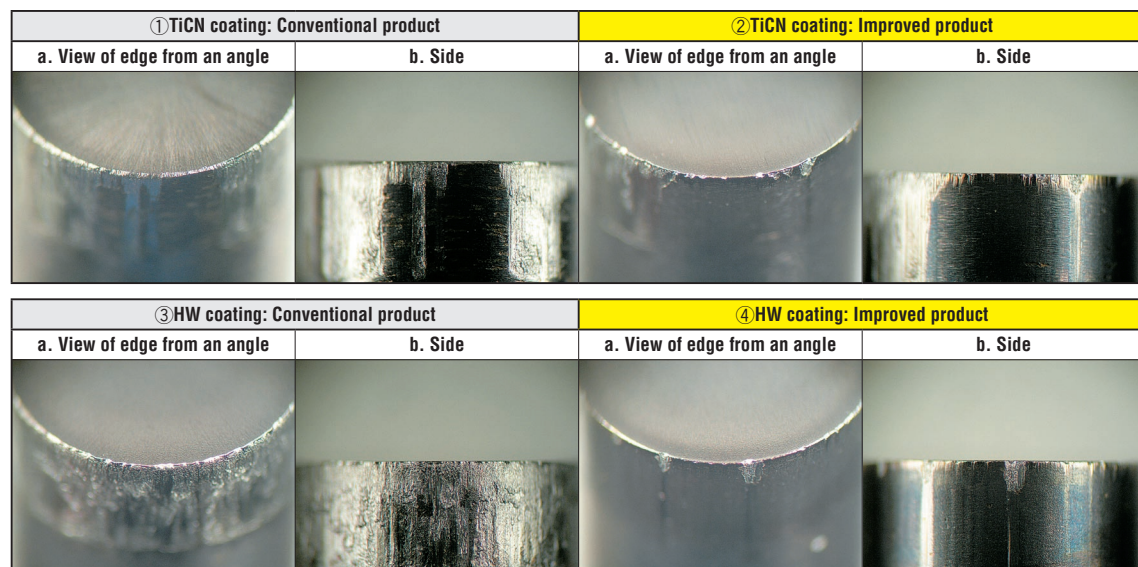 ①TiCN coating: Conventional product
②TiCN coating: Improved product
a. View of edge from an angle
b. Side
a. View of edge from an angle
b. Side
③HW coating: Conventional product
④HW coating: Improved product
a. View of edge from an angle
b. Side
a. View of edge from an angle
b. Side